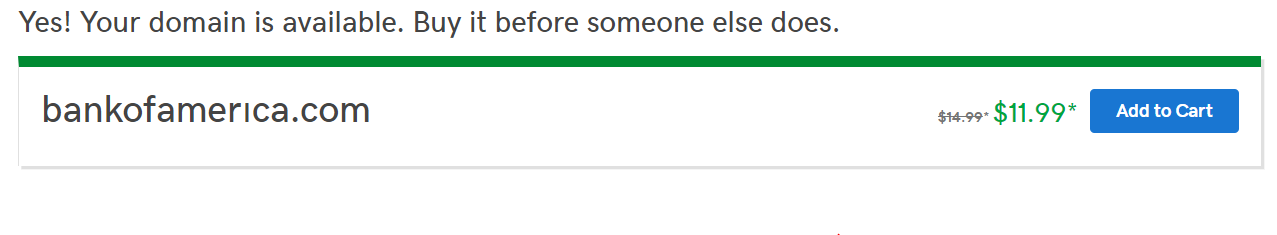 Yes! Your domain is available. Buy it before someone else does.
bankofamerıca.com
$14.99* $11.99* Add to Cart